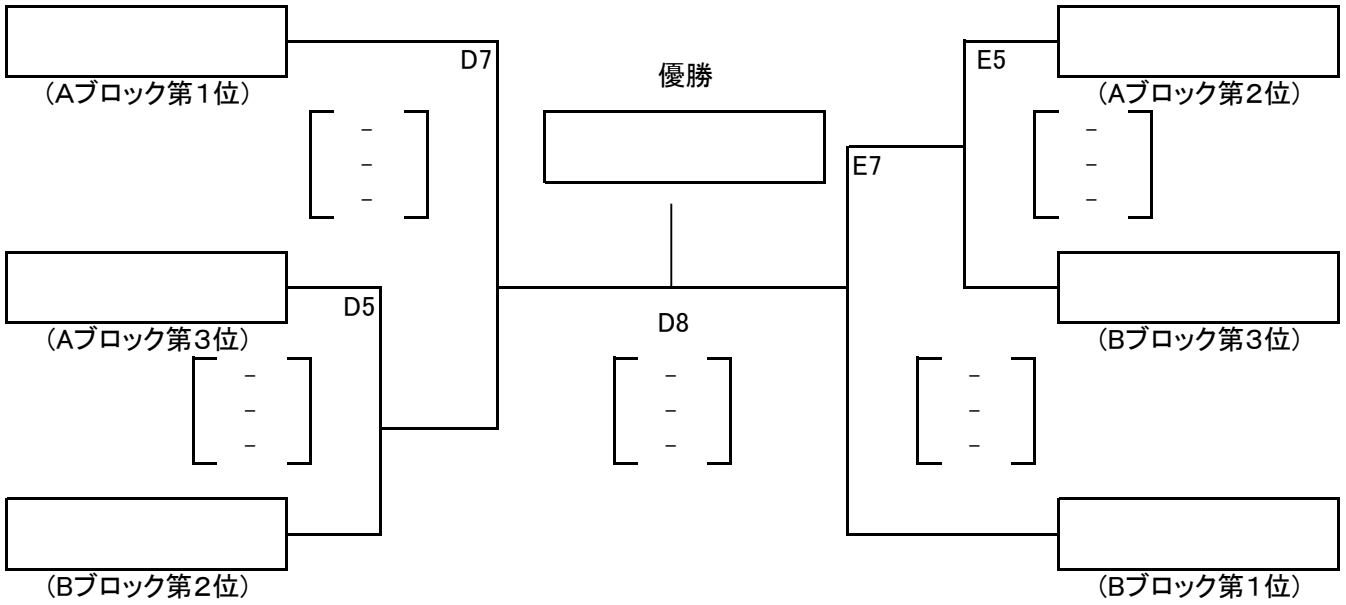 D7
E5
優勝
(Aブロック第1位)
(Aブロック第2位)
-
-
-
-
-
-
E7
D5
D8
(Aブロック第3位)
(Bブロック第3位)
-
-
-
-
-
-
-
-
-
(Bブロック第2位)
(Bブロック第1位)